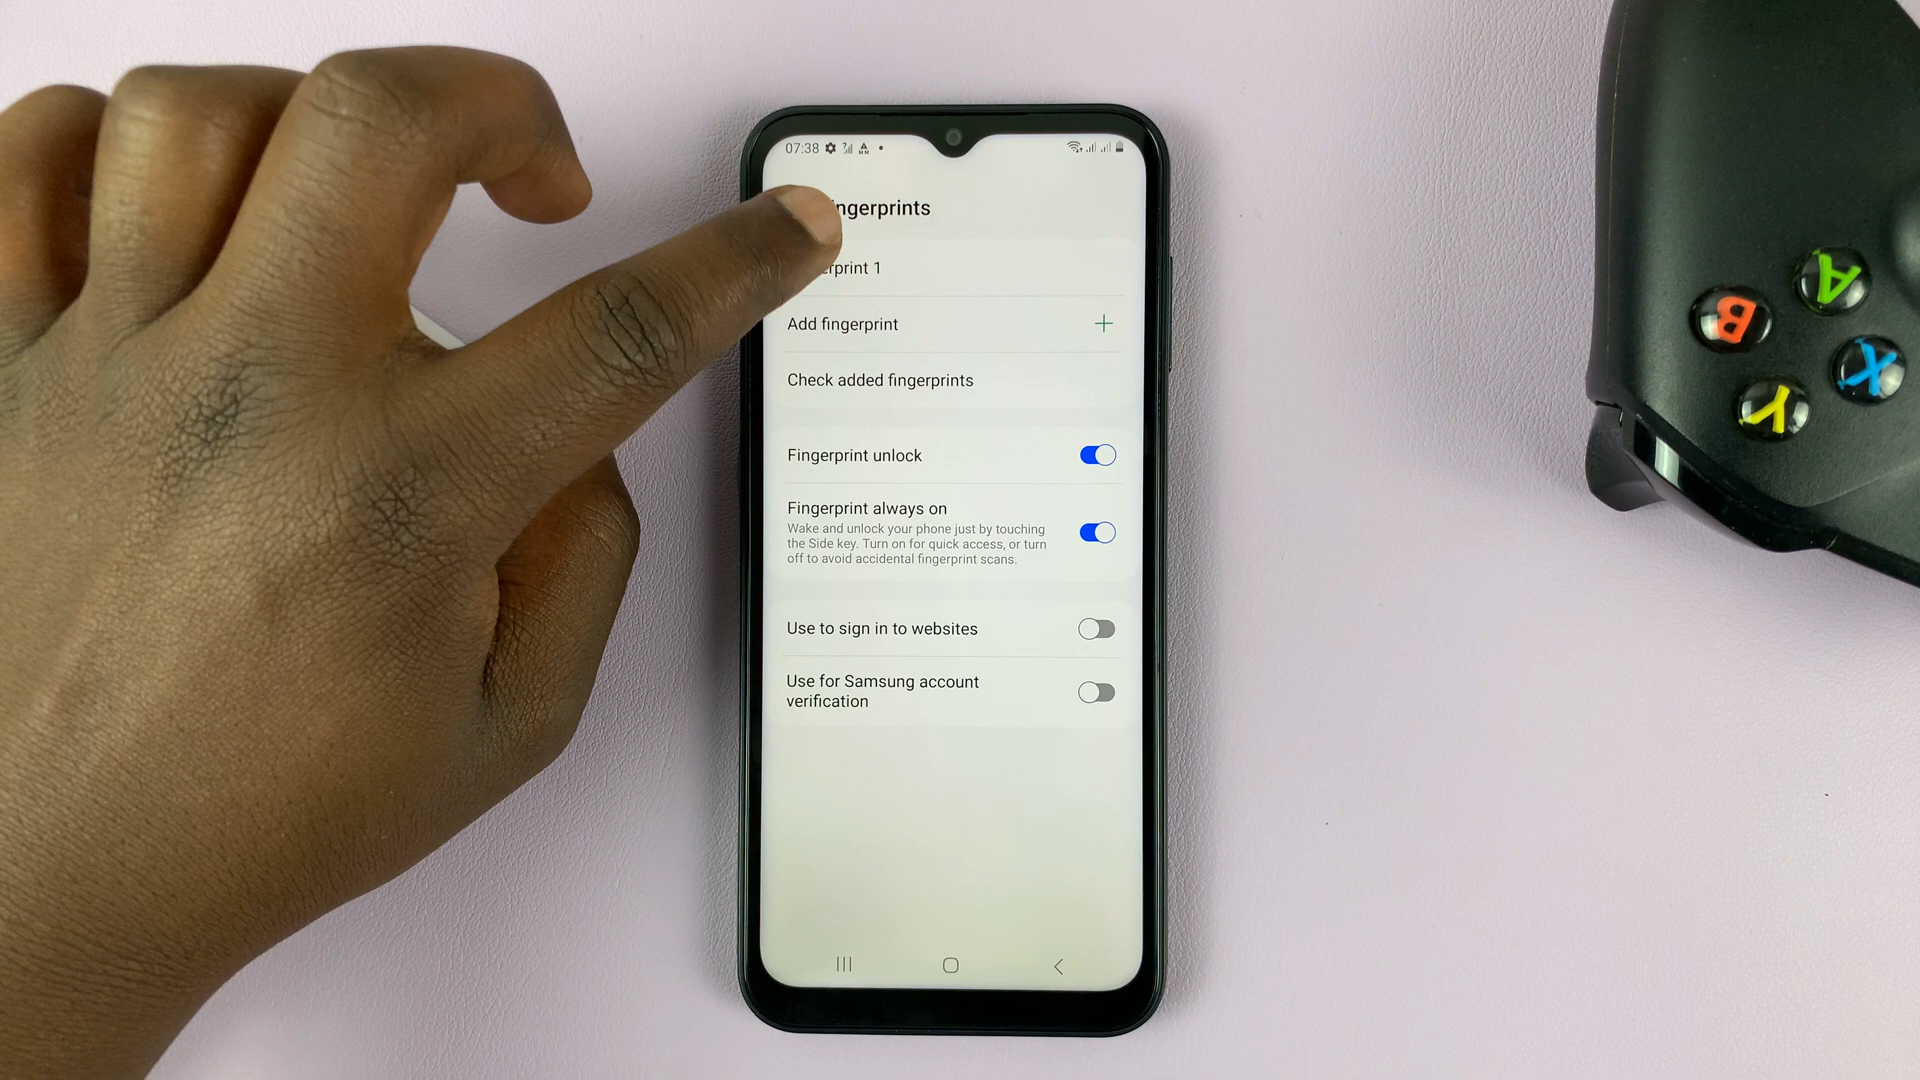 07:38
ngerprints
erprint 1
Add fingerprint
Check added fingerprints
Fingerprint unlock
Fingerprint always on
Wake and unlock your phone just by touching
the Side key. Turn on for quick access, or turn
off to avoid accidental fingerprint scans.
Use to sign in to websites
Use for Samsung account
verification
A
B
X
Y